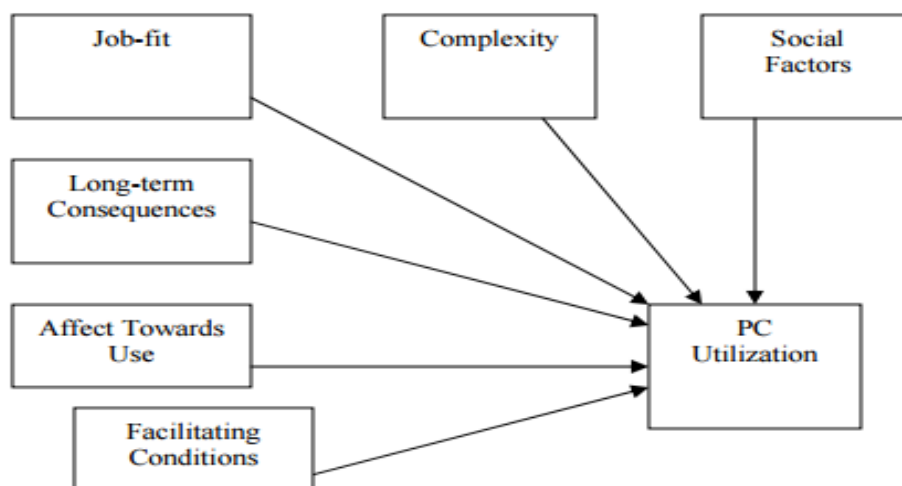 Job-fit
Complexity
Social
Factors
Long-term
Consequences
Affect Towards
Use
PC
Utilization
Facilitating
Conditions